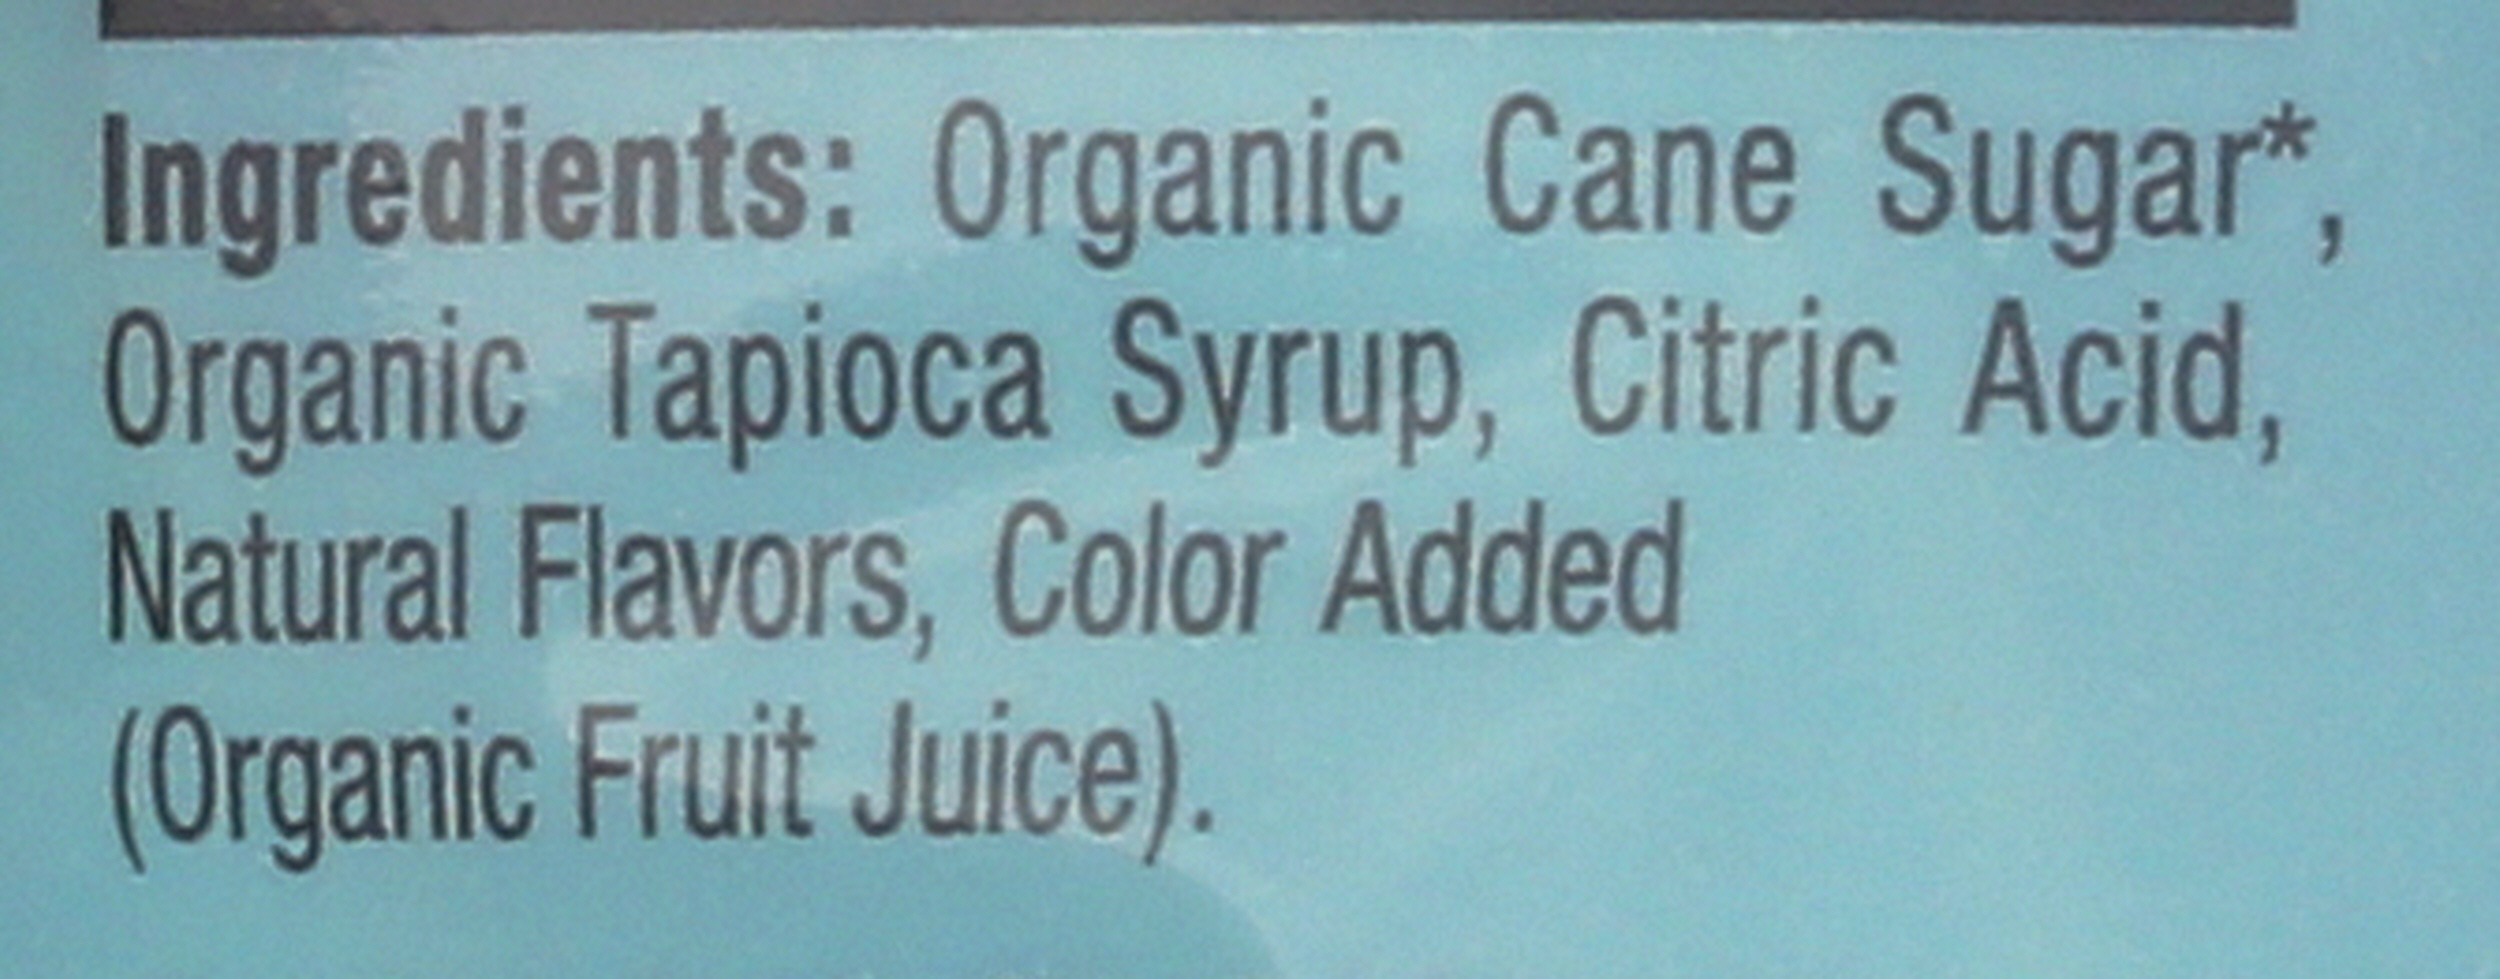 Ingredients: Organic Cane Sugar*,
Organic Tapioca Syrup, Citric Acid,
Natural Flavors, Color Added
(Organic Fruit Juice).